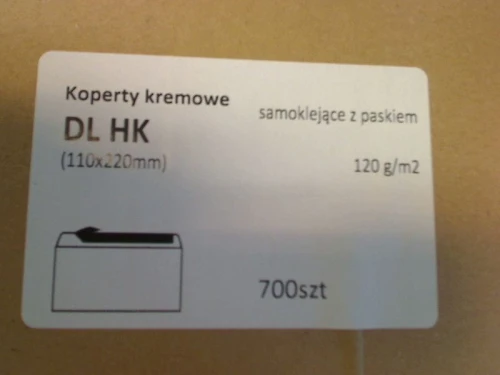 Koperty kremowe
samoklejące z paskiem
DL HK
(110x220mm)
120 g/m2
700szt